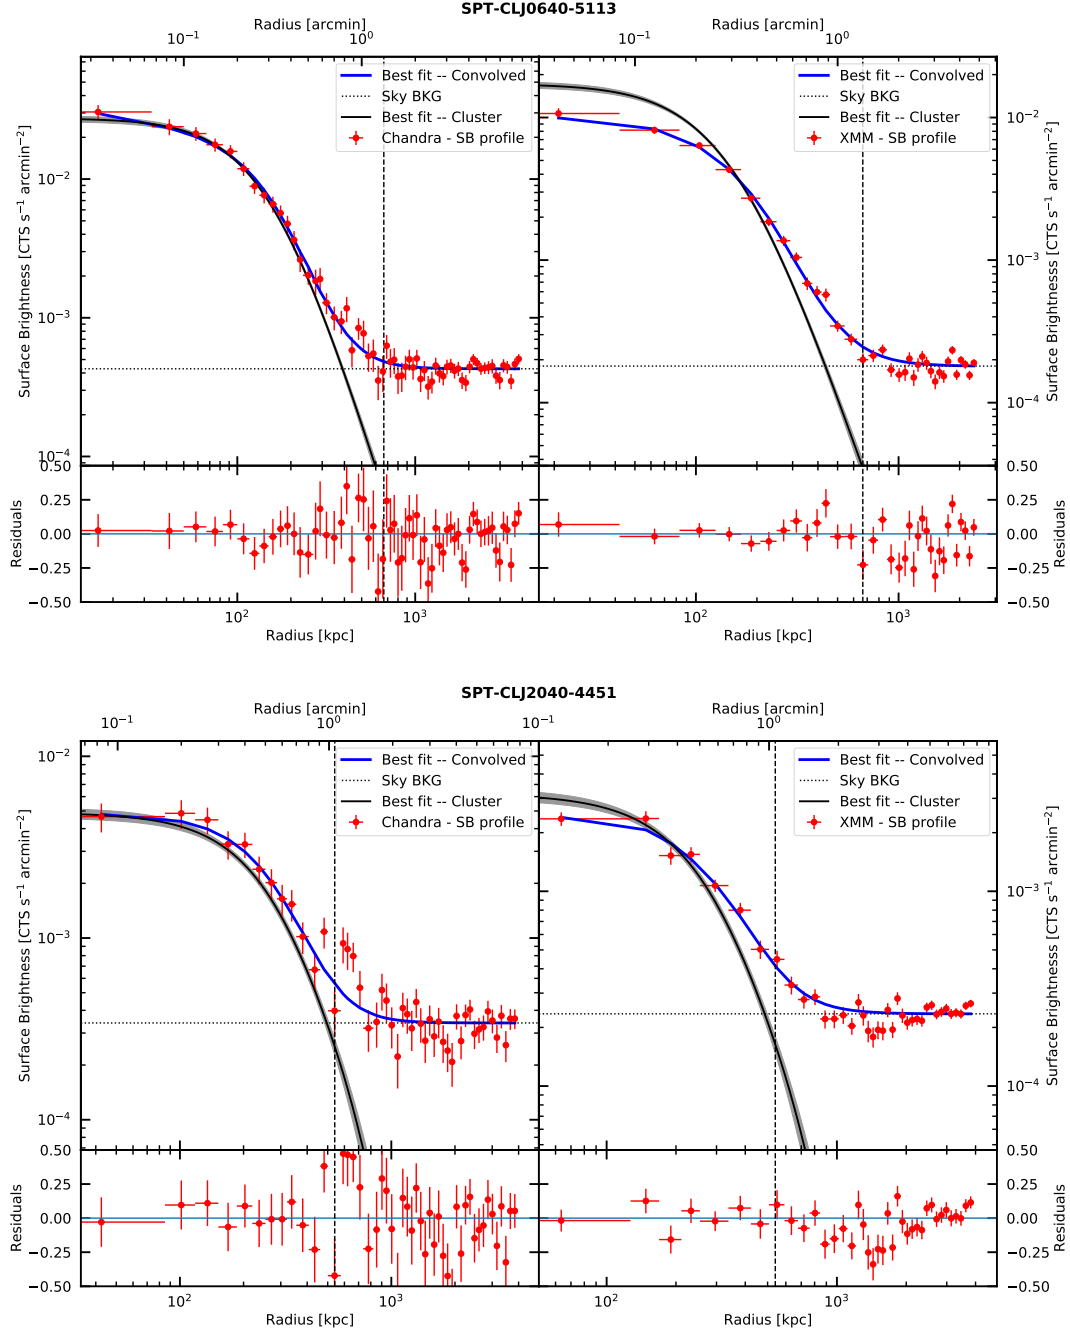 SPT-CLJ0640-5113
Radius [arcmin] Radius [arcmin]
10⁻¹ 10⁰ 10⁻¹ 10⁰
Best fit -- Convolved
Sky BKG
Best fit -- Cluster
Chandra - SB profile
Best fit -- Convolved
Sky BKG
Best fit -- Cluster
XMM - SB profile
Surface Brightness [CTS s⁻¹ arcmin⁻²]
10⁻²
10⁻³
10⁻⁴
10⁻²
10⁻³
10⁻⁴
Surface Brightnesss [CTS s⁻¹ arcmin⁻²]
Residuals
0.50
0.25
0.00
−0.25
−0.50
0.50
0.25
0.00
−0.25
−0.50
Residuals
10² 10³ 10² 10³
Radius [kpc] Radius [kpc]
SPT-CLJ2040-4451
Radius [arcmin] Radius [arcmin]
10⁻¹ 10⁰ 10⁻¹ 10⁰
Best fit -- Convolved
Sky BKG
Best fit -- Cluster
Chandra - SB profile
Best fit -- Convolved
Sky BKG
Best fit -- Cluster
XMM - SB profile
Surface Brightness [CTS s⁻¹ arcmin⁻²]
10⁻²
10⁻³
10⁻⁴
10⁻³
10⁻⁴
Surface Brightnesss [CTS s⁻¹ arcmin⁻²]
Residuals
0.50
0.25
0.00
−0.25
−0.50
0.50
0.25
0.00
−0.25
−0.50
Residuals
10² 10³ 10² 10³
Radius [kpc] Radius [kpc]